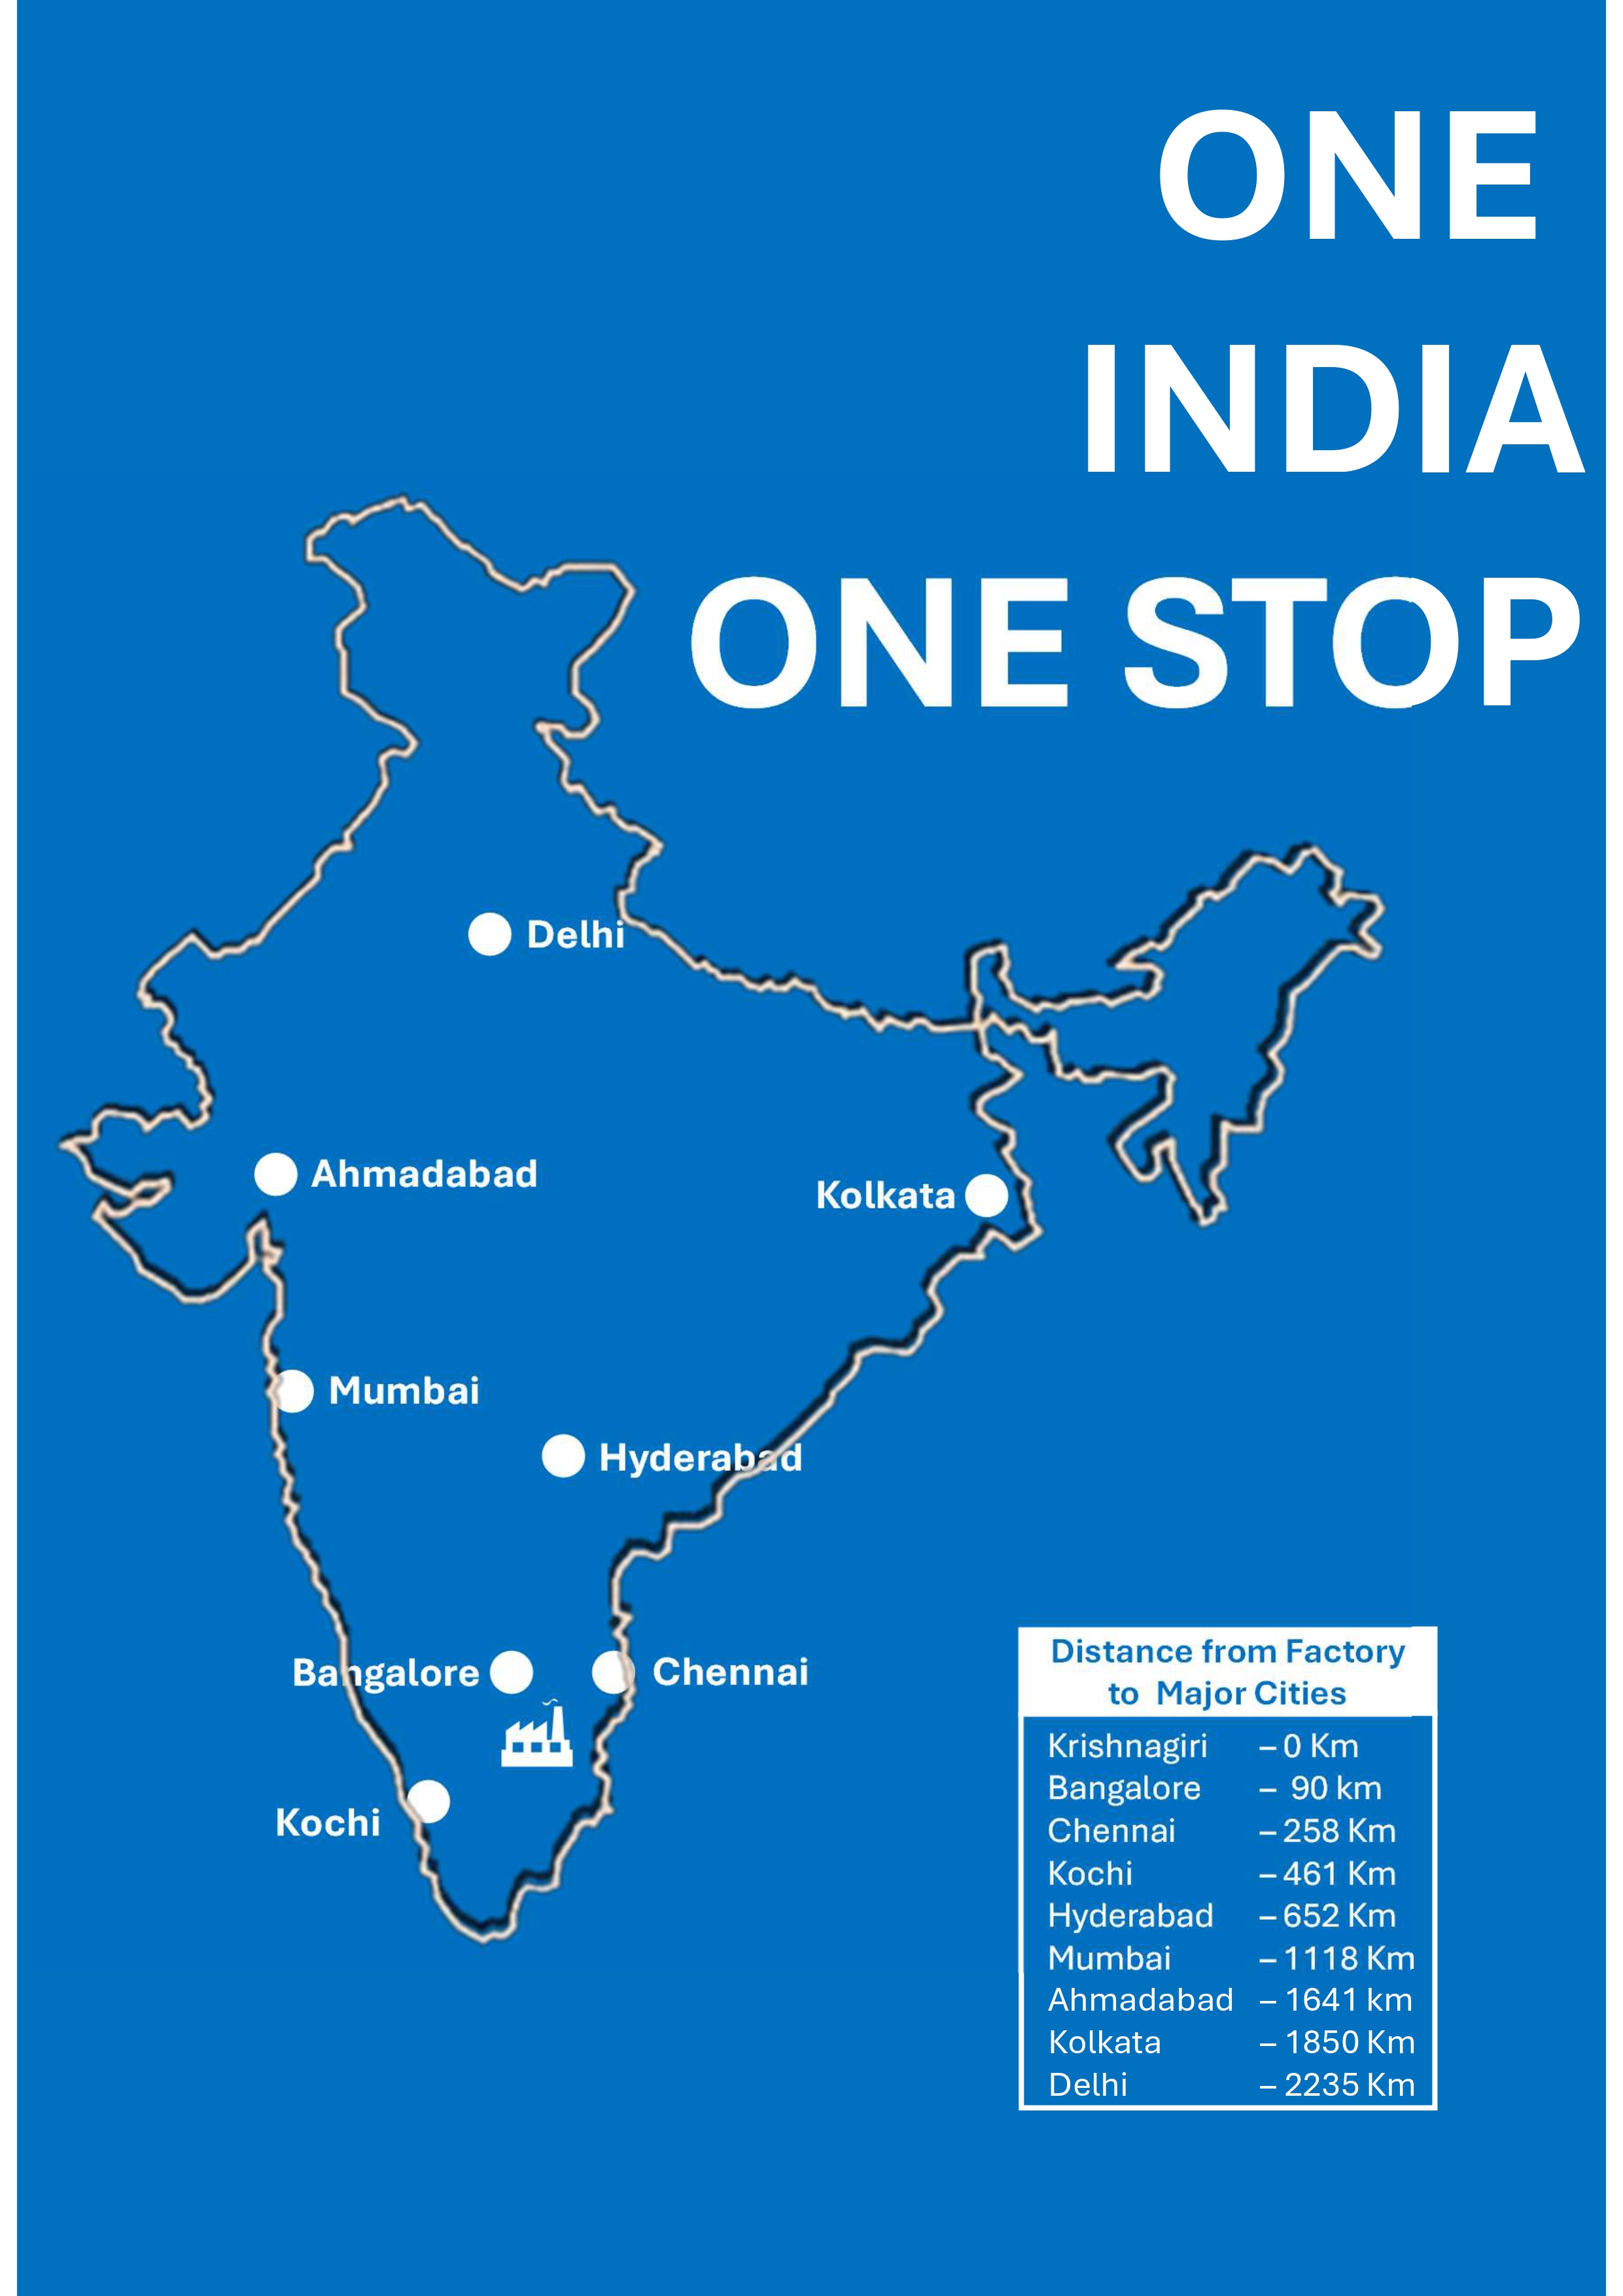 ONE
INDIA
ONE STOP
Delhi
Ahmadabad
Kolkata
Mumbai
Hyderabad
Bangalore
Chennai
Kochi
Distance from Factory
to Major Cities
Krishnagiri – 0 Km
Bangalore – 90 km
Chennai – 258 Km
Kochi – 461 Km
Hyderabad – 652 Km
Mumbai – 1118 Km
Ahmadabad – 1641 km
Kolkata – 1850 Km
Delhi – 2235 Km